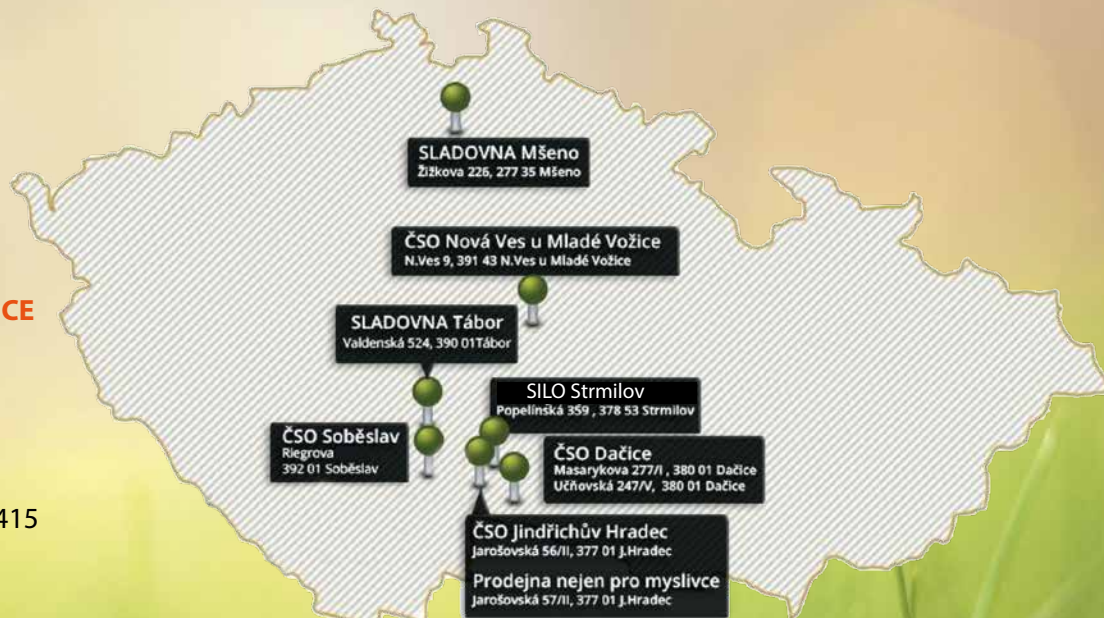 SLADOVNA Mšeno
Žižkova 226, 277 35 Mšeno
ČSO Nová Ves u Mladé Vožice
N.Ves 9, 391 43 N.Ves u Mladé Vožice
CE
SLADOVNA Tábor
Valdenská 524, 390 01Tábor
SILO Strmilov
Popelínská 359 , 378 53 Strmilov
ČSO Soběslav
Riegrova
392 01 Soběslav
ČSO Dačice
Masarykova 277/I , 380 01 Dačice
Učňovská 247/V, 380 01 Dačice
415
ČSO Jindřichův Hradec
Jarošovská 56/II, 377 01 J.Hradec
Prodejna nejen pro myslivce
Jarošovská 57/II, 377 01 J.Hradec